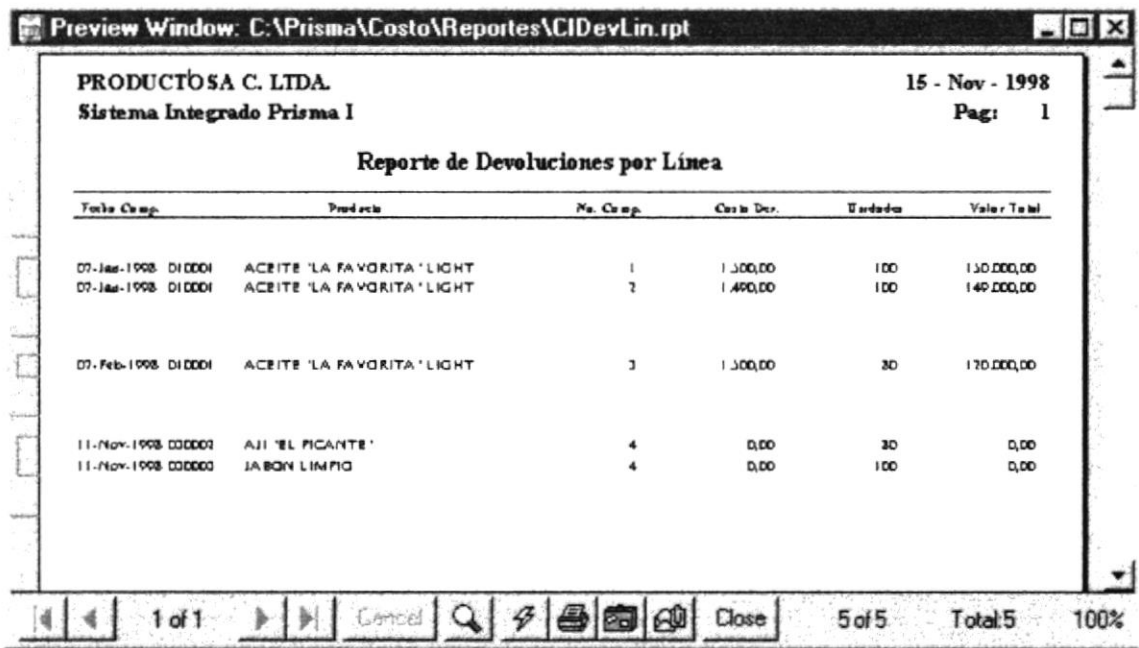 Preview Window: C:\Prisma\Costo\Reportes\CIDevLin.rpt
PRODUCTOSA C. LTDA. 15 - Nov - 1998
Sistema Integrado Prisma I Pag: 1
Reporte de Devoluciones por Línea
Fecha Comp. Producto No. Comp. Costo Dev. Unidades Valor Total
07-Jan-1998 010001 ACEITE "LA FAVORITA" LIGHT 1 1.500,00 100 150.000,00
07-Jan-1998 010001 ACEITE "LA FAVORITA" LIGHT 2 1.490,00 100 149.000,00
07-Feb-1998 010001 ACEITE "LA FAVORITA" LIGHT 3 1.500,00 80 120.000,00
11-Nov-1998 AJI "EL PICANTE" 4 0,00 0,00
11-Nov-1998 JABON LIMPIO 4 0,00 100 0,00
1 of 1 Cancel Close 5 of 5 Total:5 100%